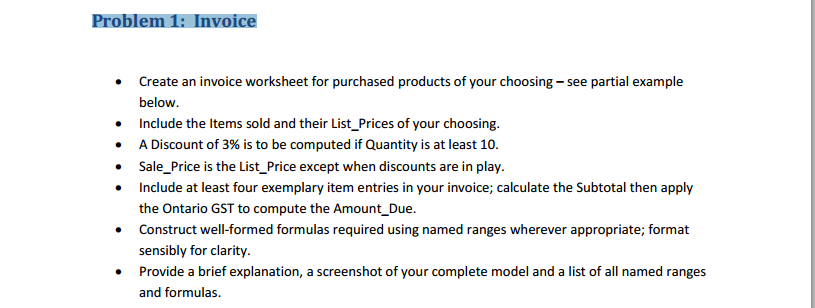 Problem 1: Invoice
• Create an invoice worksheet for purchased products of your choosing – see partial example
below.
• Include the Items sold and their List_Prices of your choosing.
• A Discount of 3% is to be computed if Quantity is at least 10.
• Sale_Price is the List_Price except when discounts are in play.
• Include at least four exemplary item entries in your invoice; calculate the Subtotal then apply
the Ontario GST to compute the Amount_Due.
• Construct well-formed formulas required using named ranges wherever appropriate; format
sensibly for clarity.
• Provide a brief explanation, a screenshot of your complete model and a list of all named ranges
and formulas.